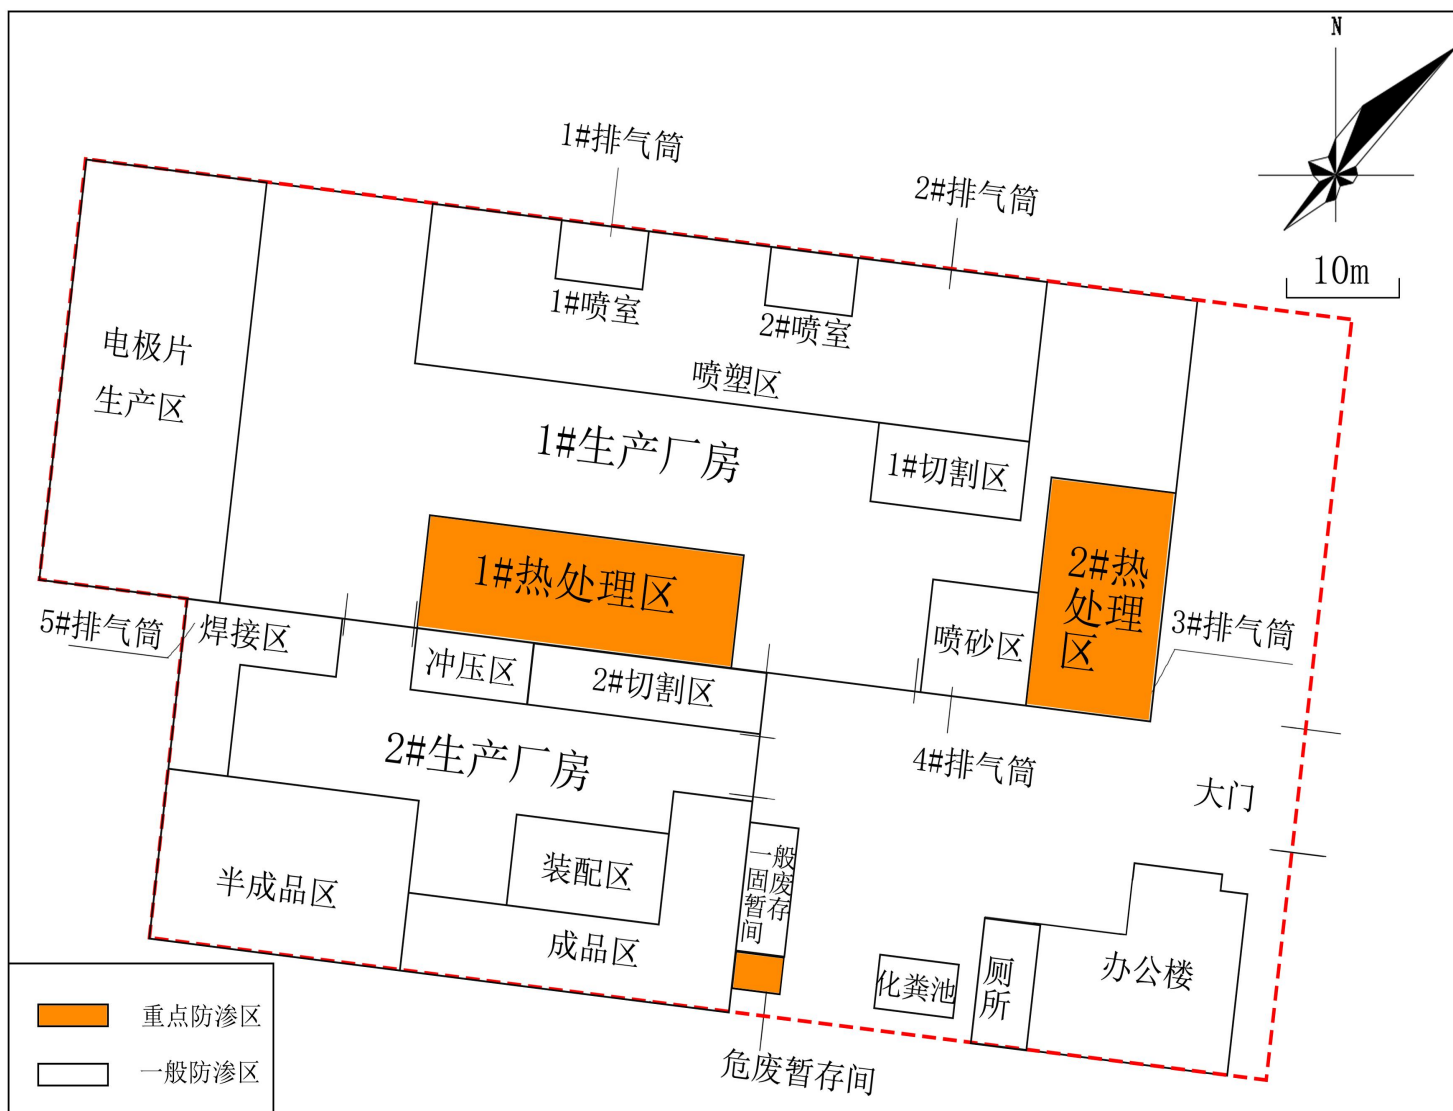 N
10m
1#排气筒
2#排气筒
1#喷室
2#喷室
电极片
生产区
喷塑区
1#生产厂房
1#切割区
1#热处理区
2#热
处理
区
喷砂区
3#排气筒
5#排气筒
焊接区
冲压区
2#切割区
2#生产厂房
4#排气筒
大门
半成品区
装配区
成品区
一般
固废
暂存
间
化粪池
厕
所
办公楼
危废暂存间
重点防渗区
一般防渗区